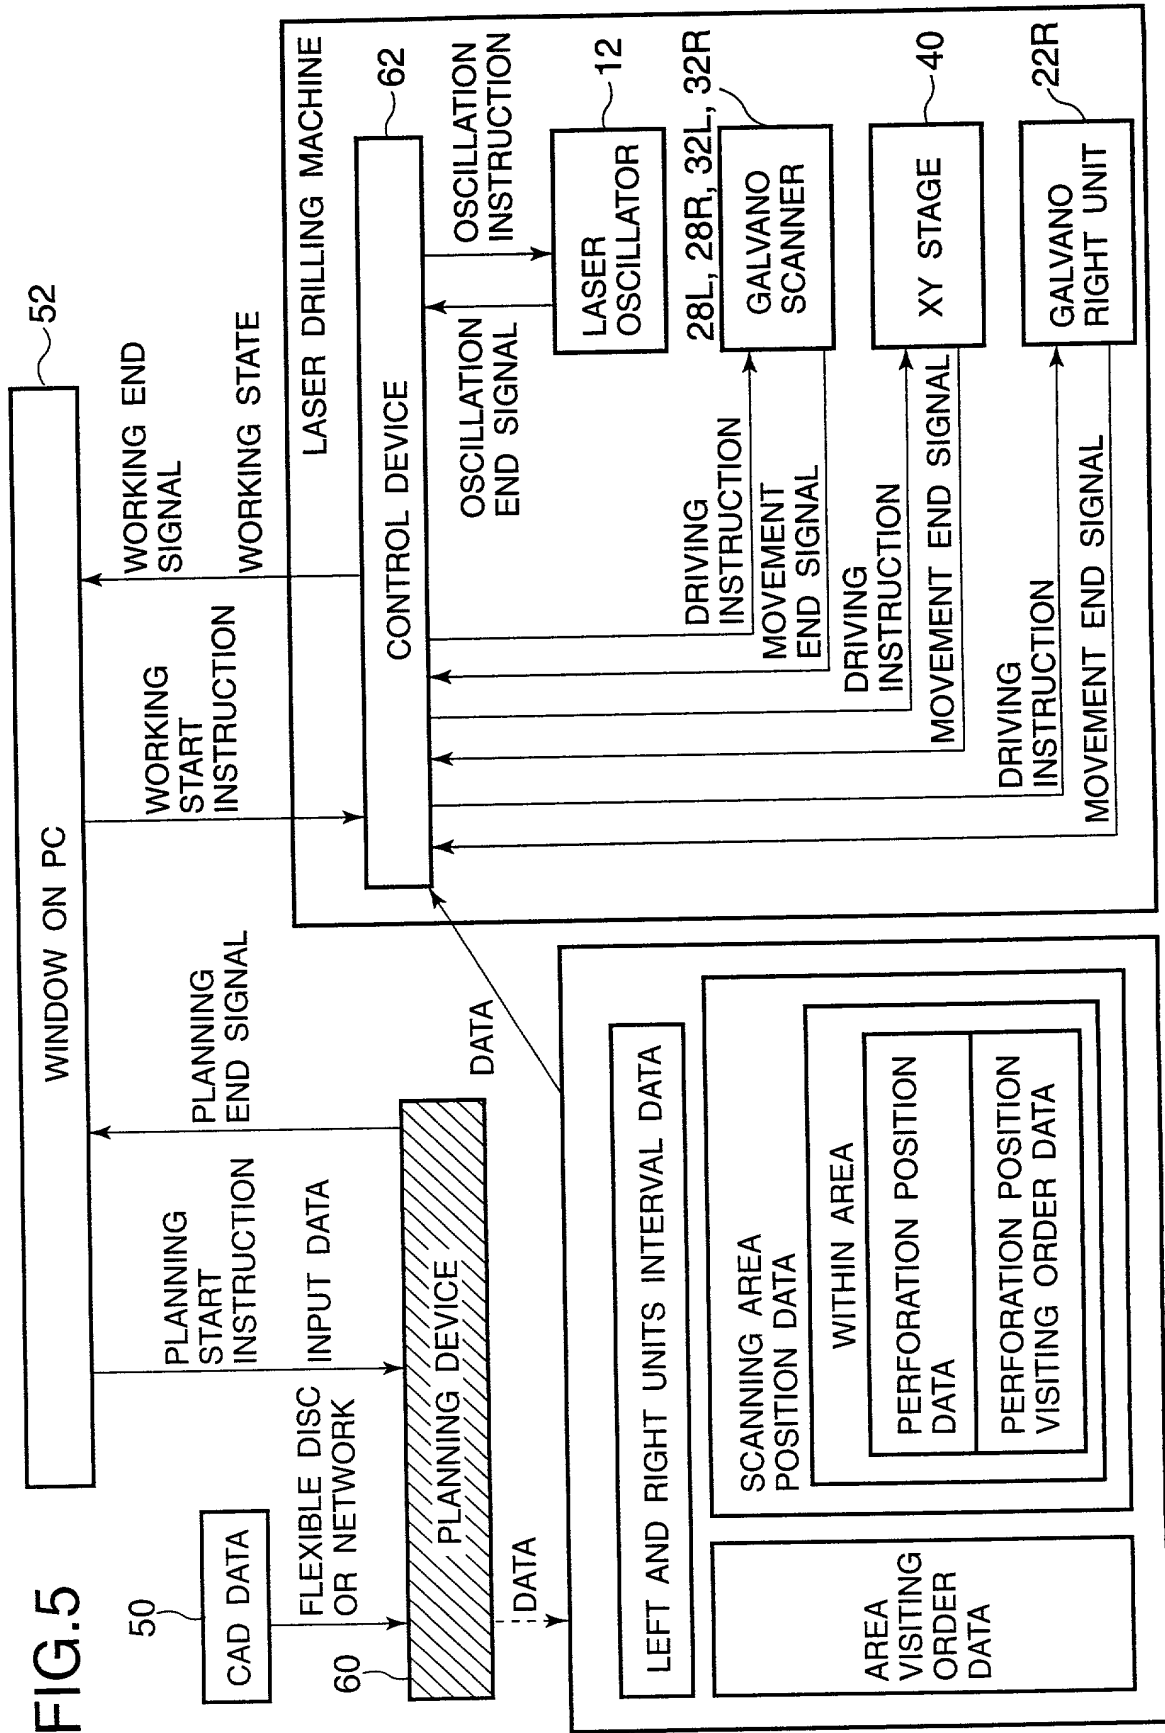 FIG.5
WINDOW ON PC
52
50
CAD DATA
FLEXIBLE DISC
OR NETWORK
PLANNING
START
INSTRUCTION
INPUT DATA
PLANNING
END SIGNAL
WORKING
START
INSTRUCTION
WORKING END
SIGNAL
WORKING STATE
60
PLANNING DEVICE
DATA
DATA
LEFT AND RIGHT UNITS INTERVAL DATA
AREA
VISITING
ORDER
DATA
SCANNING AREA
POSITION DATA
WITHIN AREA
PERFORATION POSITION
DATA
PERFORATION POSITION
VISITING ORDER DATA
LASER DRILLING MACHINE
CONTROL DEVICE
62
OSCILLATION
INSTRUCTION
OSCILLATION
END SIGNAL
LASER
OSCILLATOR
12
DRIVING
INSTRUCTION
MOVEMENT
END SIGNAL
GALVANO
SCANNER
28L, 28R, 32L, 32R
DRIVING
INSTRUCTION
MOVEMENT END SIGNAL
XY STAGE
40
DRIVING
INSTRUCTION
MOVEMENT END SIGNAL
GALVANO
RIGHT UNIT
22R